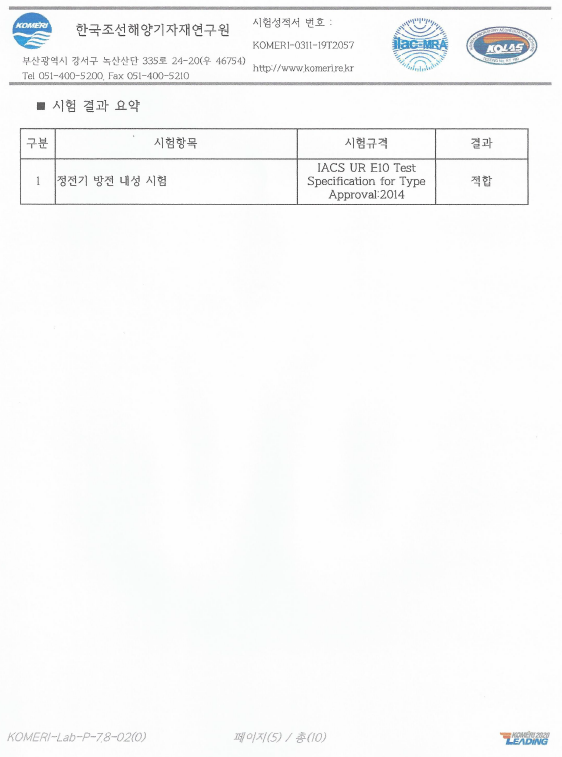 KOMERI
한국조선해양기자재연구원
부산광역시 강서구 녹산산단 335로 24-20(우 46754)
Tel 051-400-5200, Fax 051-400-5210
시험성적서 번호 :
KOMERI-0311-19T2057
http://www.komerire.kr
ilac-MRA
KOLAS
■ 시험 결과 요약
구분 시험항목 시험규격 결과
1 정전기 방전 내성 시험 IACS UR E10 Test Specification for Type Approval:2014 적합
KOMERI-Lab-P-7.8-02(0) 페이지(5) / 총(10)
KOMERI 2020
LEADING